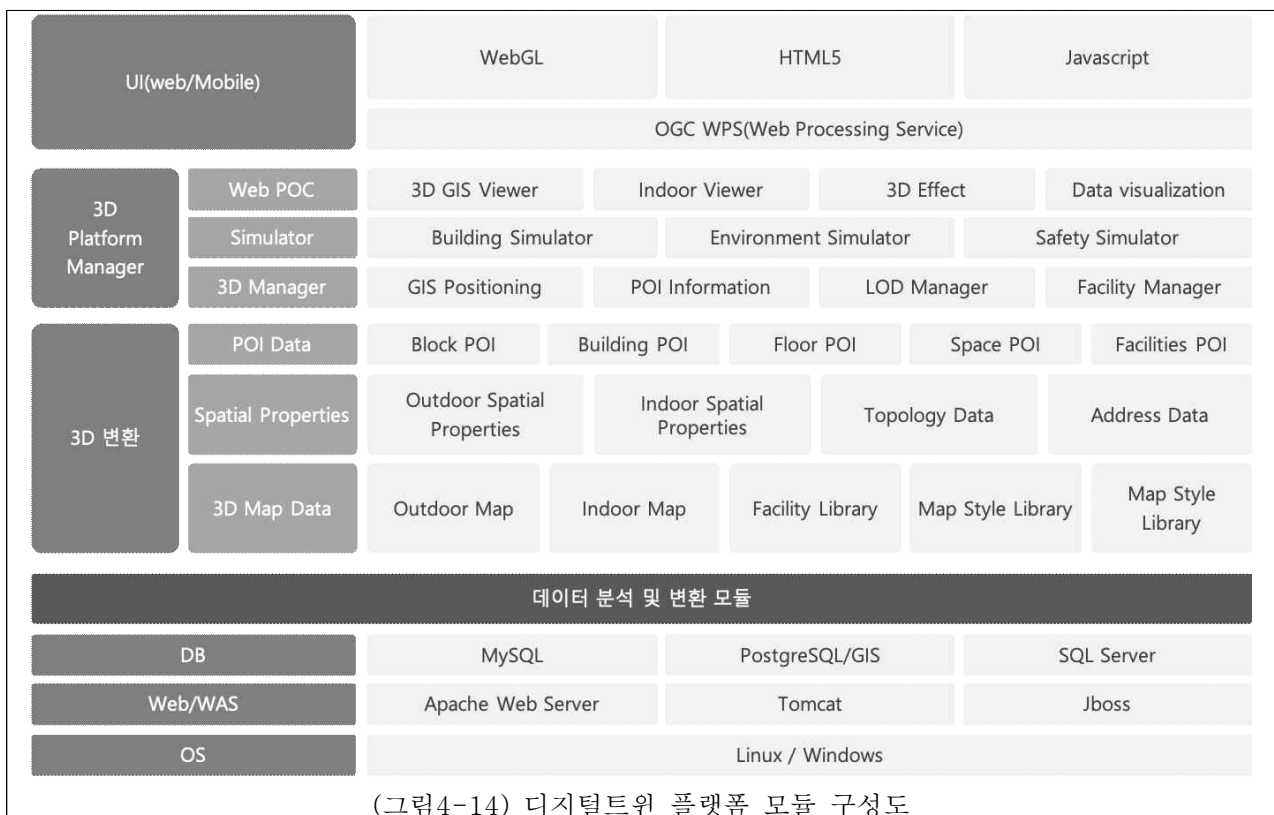 UI(web/Mobile)
WebGL
HTML5
Javascript
OGC WPS(Web Processing Service)
3D
Platform
Manager
Web POC
3D GIS Viewer
Indoor Viewer
3D Effect
Data visualization
Simulator
Building Simulator
Environment Simulator
Safety Simulator
3D Manager
GIS Positioning
POI Information
LOD Manager
Facility Manager
3D 변환
POI Data
Block POI
Building POI
Floor POI
Space POI
Facilities POI
Spatial Properties
Outdoor Spatial
Properties
Indoor Spatial
Properties
Topology Data
Address Data
3D Map Data
Outdoor Map
Indoor Map
Facility Library
Map Style Library
Map Style
Library
데이터 분석 및 변환 모듈
DB
MySQL
PostgreSQL/GIS
SQL Server
Web/WAS
Apache Web Server
Tomcat
Jboss
OS
Linux / Windows
(그림4-14) 디지털트윈 플랫폼 모듈 구성도